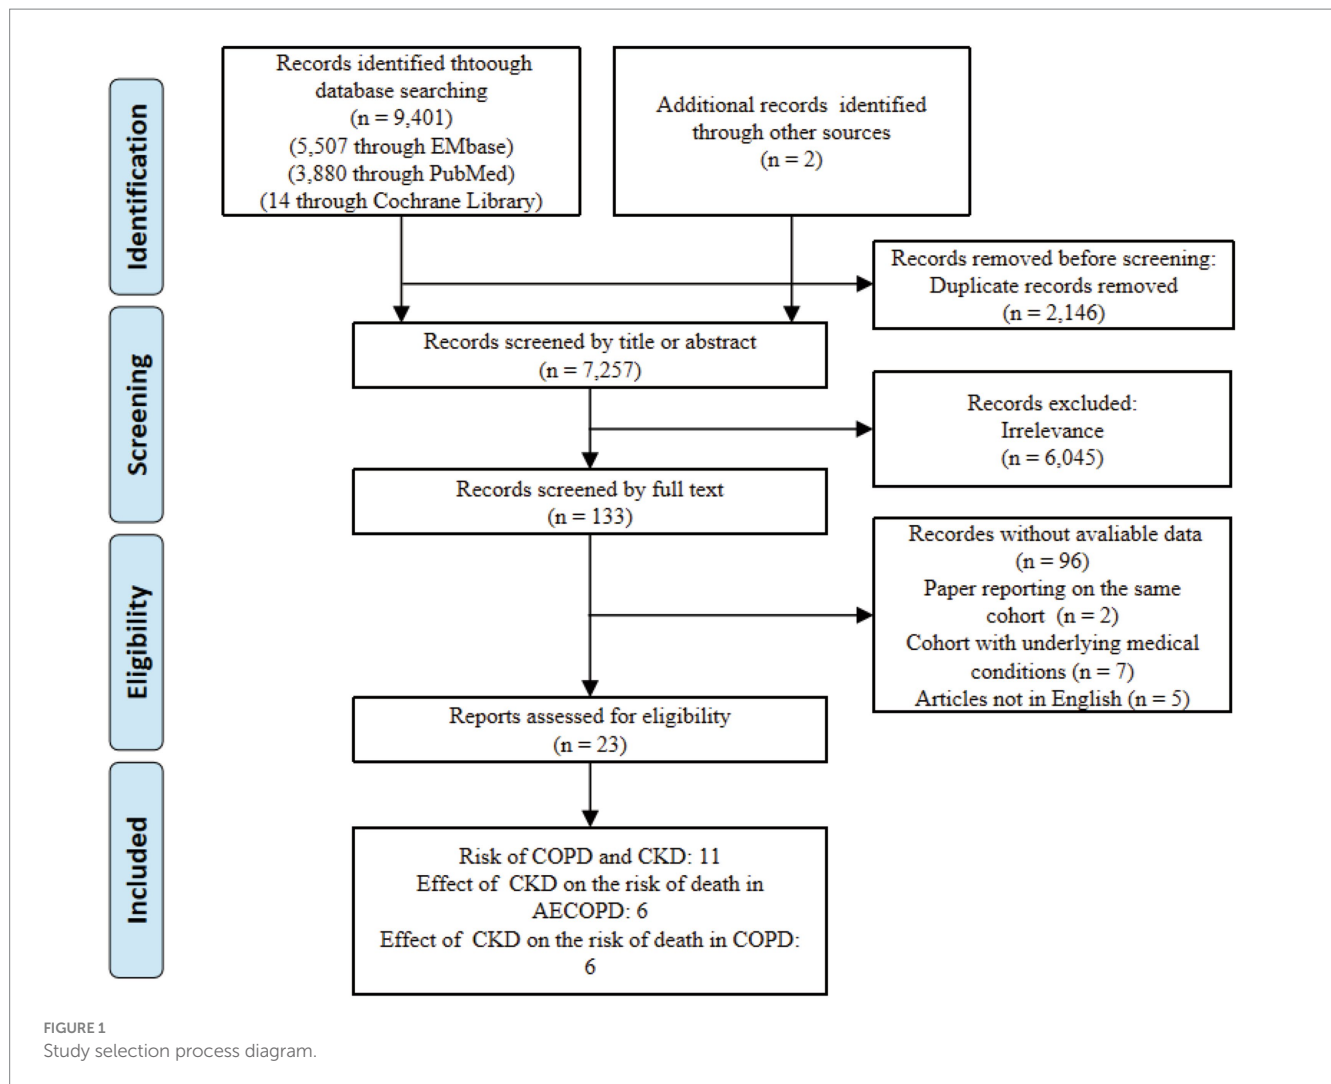 Identification
Records identified thtoough
database searching
(n = 9,401)
(5,507 through EMbase)
(3,880 through PubMed)
(14 through Cochrane Library)
Additional records identified
through other sources
(n = 2)
Records removed before screening:
Duplicate records removed
(n = 2,146)
Screening
Records screened by title or abstract
(n = 7,257)
Records excluded:
Irrelevance
(n = 6,045)
Records screened by full text
(n = 133)
Eligibility
Recordes without avaliable data
(n = 96)
Paper reporting on the same
cohort (n = 2)
Cohort with underlying medical
conditions (n = 7)
Articles not in English (n = 5)
Reports assessed for eligibility
(n = 23)
Included
Risk of COPD and CKD: 11
Effect of CKD on the risk of death in
AECOPD: 6
Effect of CKD on the risk of death in COPD:
6
FIGURE 1
Study selection process diagram.